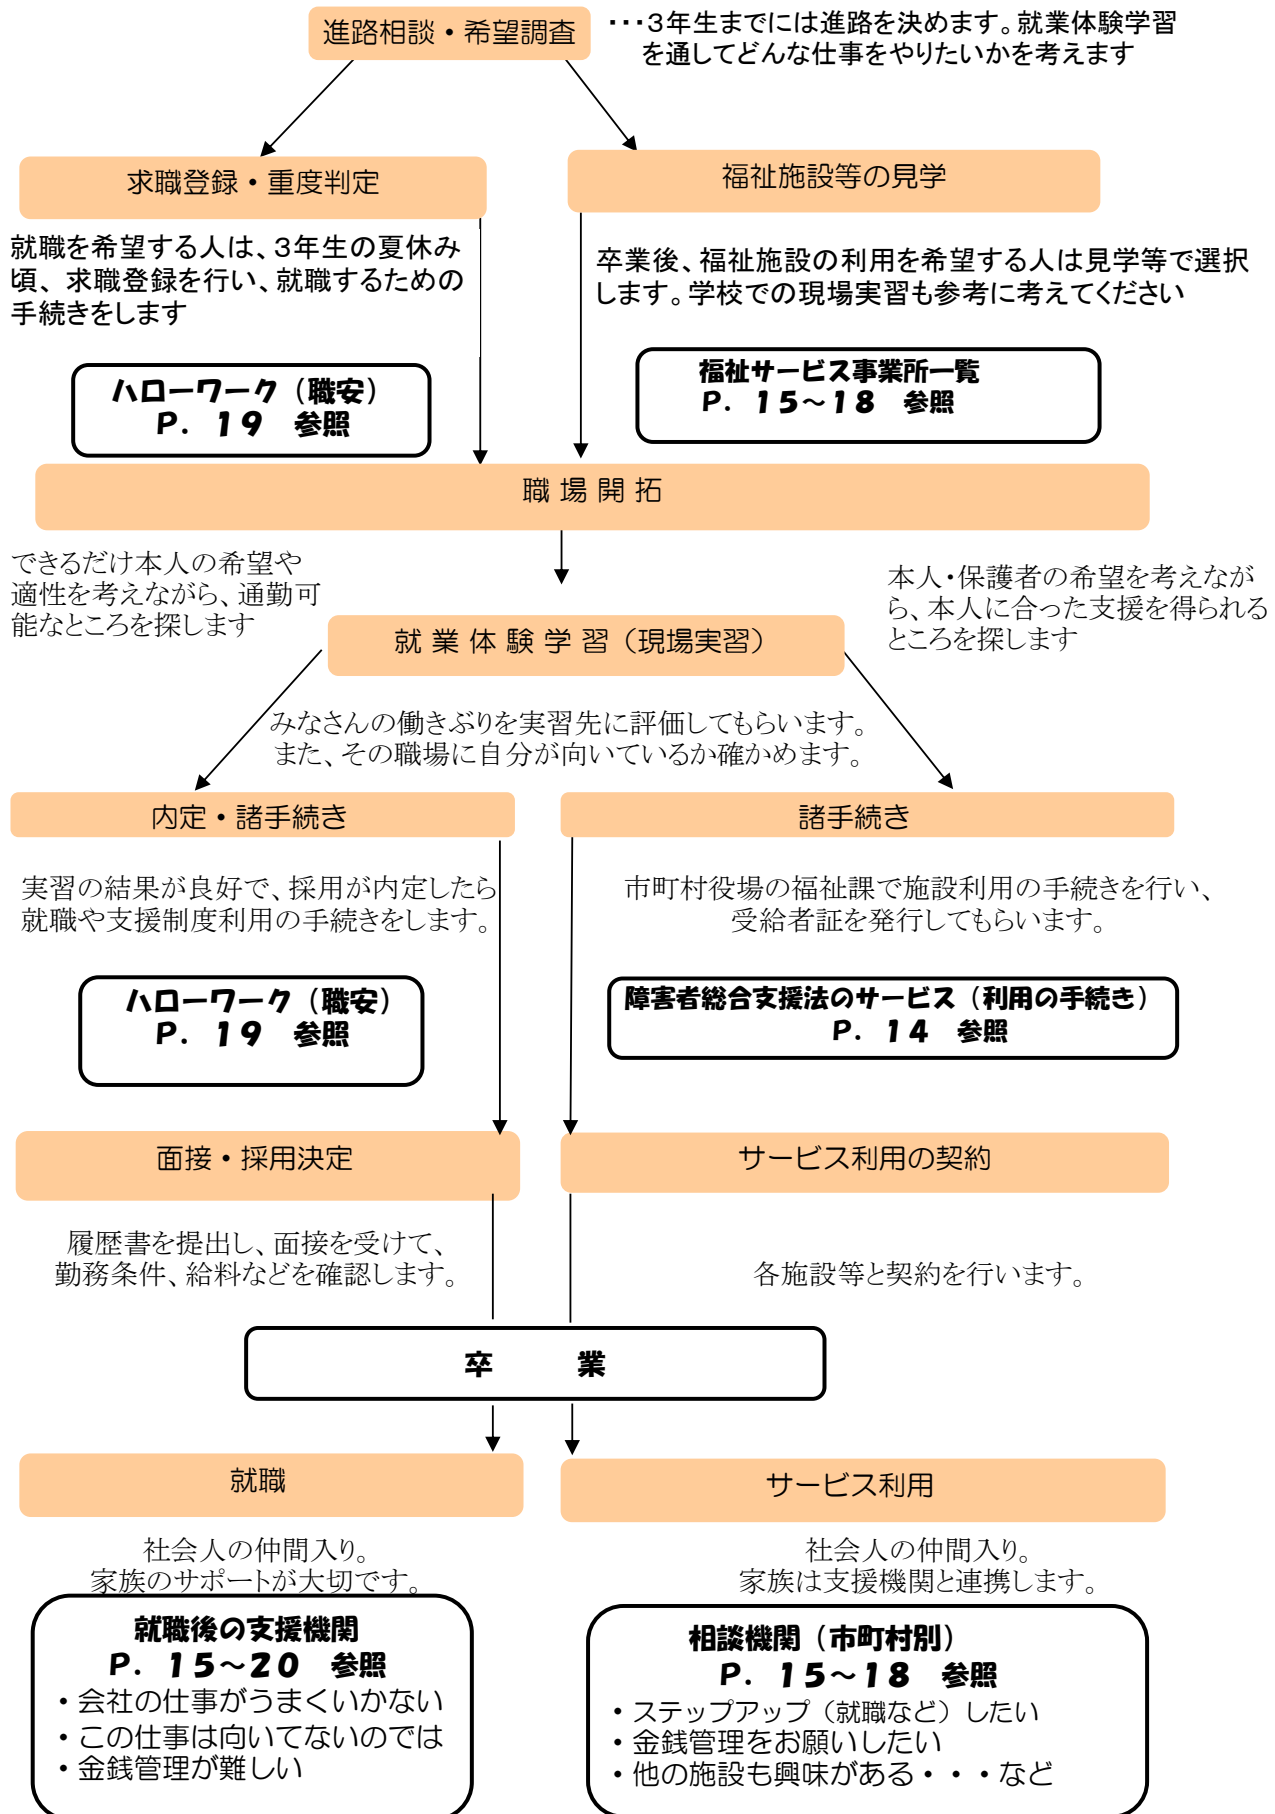 進路相談・希望調査
・・・３年生までには進路を決めます。就業体験学習
を通してどんな仕事をやりたいかを考えます
求職登録・重度判定
福祉施設等の見学
就職を希望する人は、３年生の夏休み
頃、求職登録を行い、就職するための
手続きをします
卒業後、福祉施設の利用を希望する人は見学等で選択
します。学校での現場実習も参考に考えてください
ハローワーク（職安）
P．１９　参照
福祉サービス事業所一覧
P．１５～１８　参照
職 場 開 拓
できるだけ本人の希望や
適性を考えながら、通勤可
能なところを探します
本人・保護者の希望を考えなが
ら、本人に合った支援を得られる
ところを探します
就 業 体 験 学 習（現場実習）
みなさんの働きぶりを実習先に評価してもらいます。
また、その職場に自分が向いているか確かめます。
内定・諸手続き
諸手続き
実習の結果が良好で、採用が内定したら
就職や支援制度利用の手続きをします。
市町村役場の福祉課で施設利用の手続きを行い、
受給者証を発行してもらいます。
ハローワーク（職安）
P．１９　参照
障害者総合支援法のサービス（利用の手続き）
P．１４　参照
面接・採用決定
サービス利用の契約
履歴書を提出し、面接を受けて、
勤務条件、給料などを確認します。
各施設等と契約を行います。
卒　　業
就職
サービス利用
社会人の仲間入り。
家族のサポートが大切です。
社会人の仲間入り。
家族は支援機関と連携します。
就職後の支援機関
P．１５～２０　参照
・会社の仕事がうまくいかない
・この仕事は向いてないのでは
・金銭管理が難しい
相談機関（市町村別）
P．１５～１８　参照
・ステップアップ（就職など）したい
・金銭管理をお願いしたい
・他の施設も興味がある・・・など